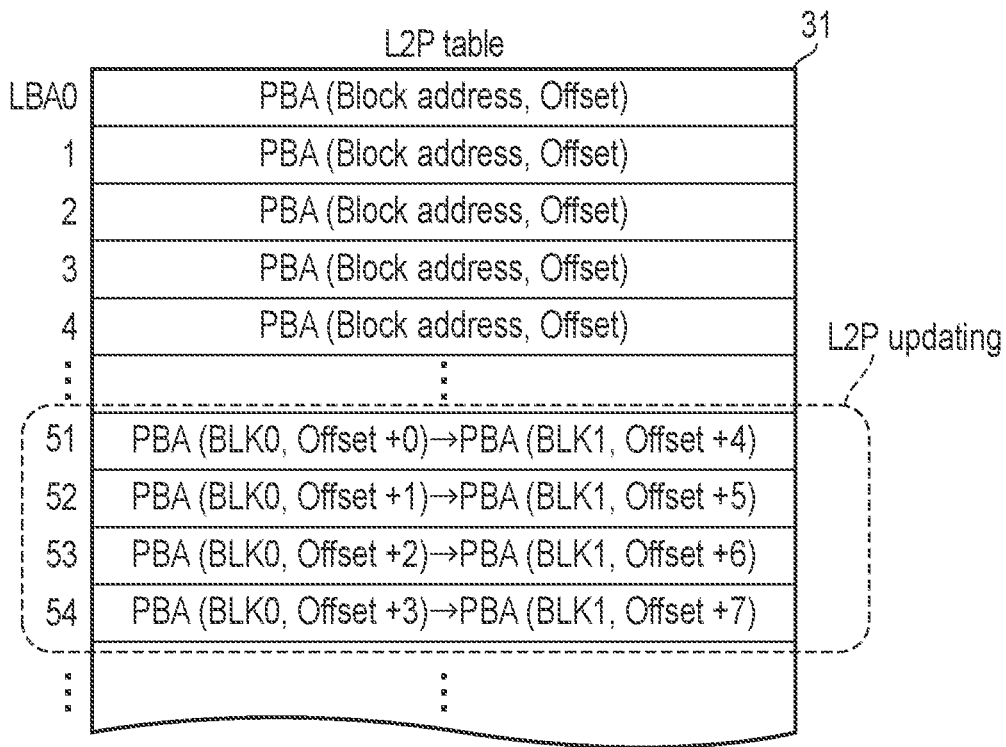 31
L2P table
LBA0 PBA (Block address, Offset)
1 PBA (Block address, Offset)
2 PBA (Block address, Offset)
3 PBA (Block address, Offset)
4 PBA (Block address, Offset)
L2P updating
51 PBA (BLK0, Offset +0)→PBA (BLK1, Offset +4)
52 PBA (BLK0, Offset +1)→PBA (BLK1, Offset +5)
53 PBA (BLK0, Offset +2)→PBA (BLK1, Offset +6)
54 PBA (BLK0, Offset +3)→PBA (BLK1, Offset +7)